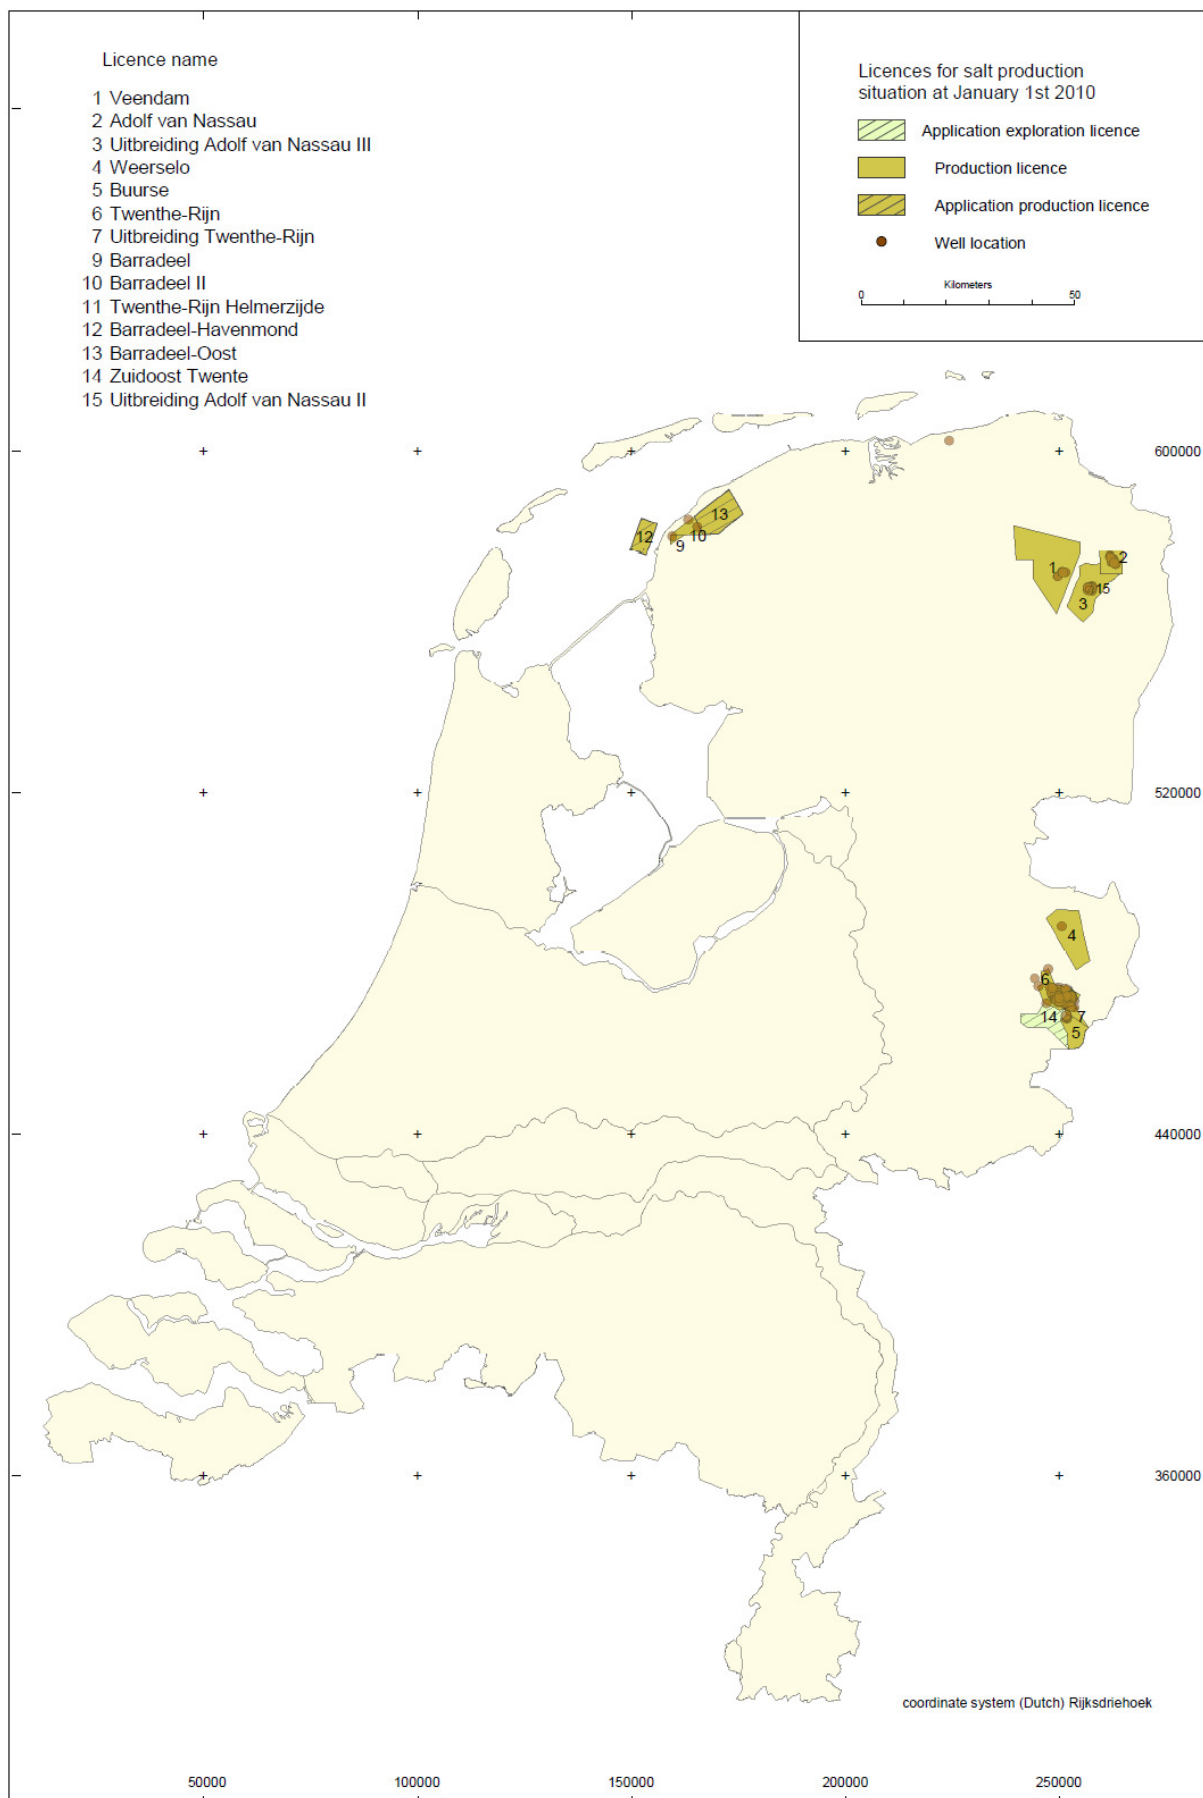 Licence name
1 Veendam
2 Adolf van Nassau
3 Uitbreiding Adolf van Nassau III
4 Weerselo
5 Buurse
6 Twenthe-Rijn
7 Uitbreiding Twenthe-Rijn
9 Barradeel
10 Barradeel II
11 Twenthe-Rijn Helmerzijde
12 Barradeel-Havenmond
13 Barradeel-Oost
14 Zuidoost Twente
15 Uitbreiding Adolf van Nassau II
Licences for salt production
situation at January 1st 2010
Application exploration licence
Production licence
Application production licence
Well location
Kilometers
0 50
600000
13
12
10
9
2
1
15
3
520000
4
6
14 7
5
440000
360000
coordinate system (Dutch) Rijksdriehoek
50000 100000 150000 200000 250000